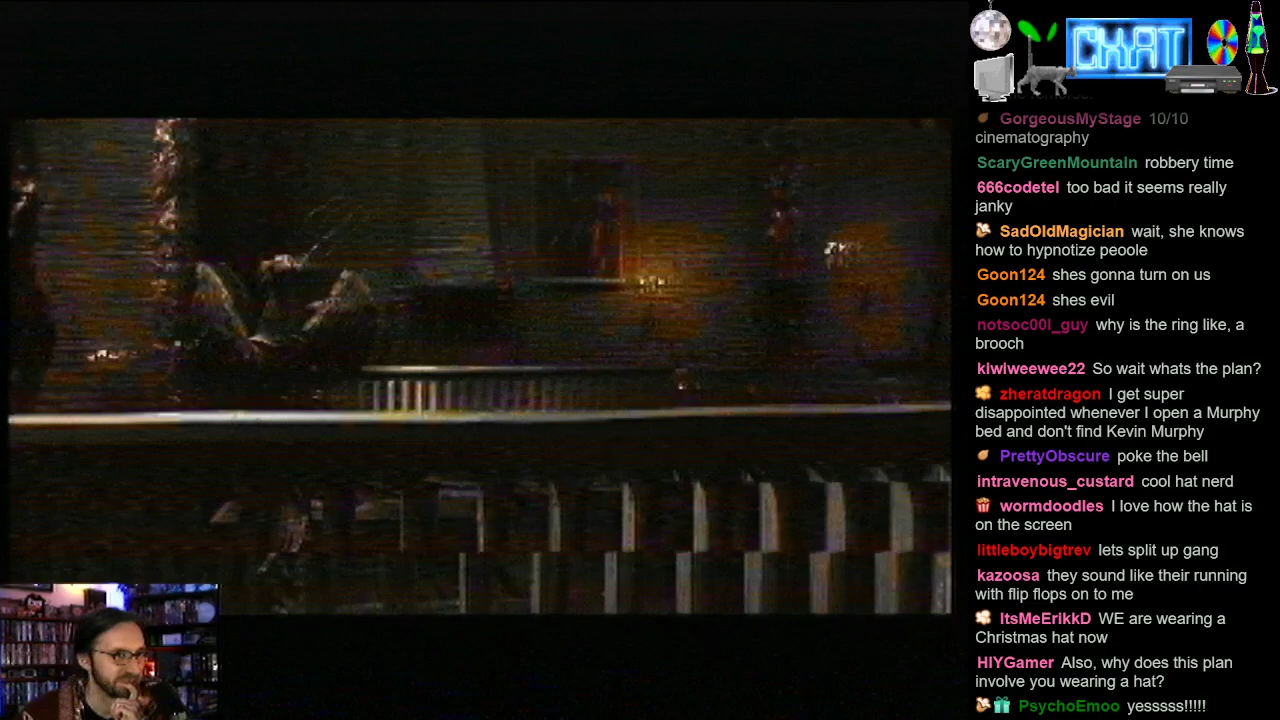 CHAT
GorgeousMyStage 10/10
cinematography
ScaryGreenMountain robbery time
666codetel too bad it seems really
janky
SadOldMagician wait, she knows
how to hypnotize peoole
Goon124 shes gonna turn on us
Goon124 shes evil
notsoc00l_guy why is the ring like, a
brooch
kiwiweewee22 So wait whats the plan?
zheratdragon I get super
disappointed whenever I open a Murphy
bed and don't find Kevin Murphy
PrettyObscure poke the bell
intravenous_custard cool hat nerd
wormdoodles I love how the hat is
on the screen
littleboybigtrev lets split up gang
kazoosa they sound like their running
with flip flops on to me
ItsMeErikkD WE are wearing a
Christmas hat now
HIYGamer Also, why does this plan
involve you wearing a hat?
PsychoEmoo yesssss!!!!!